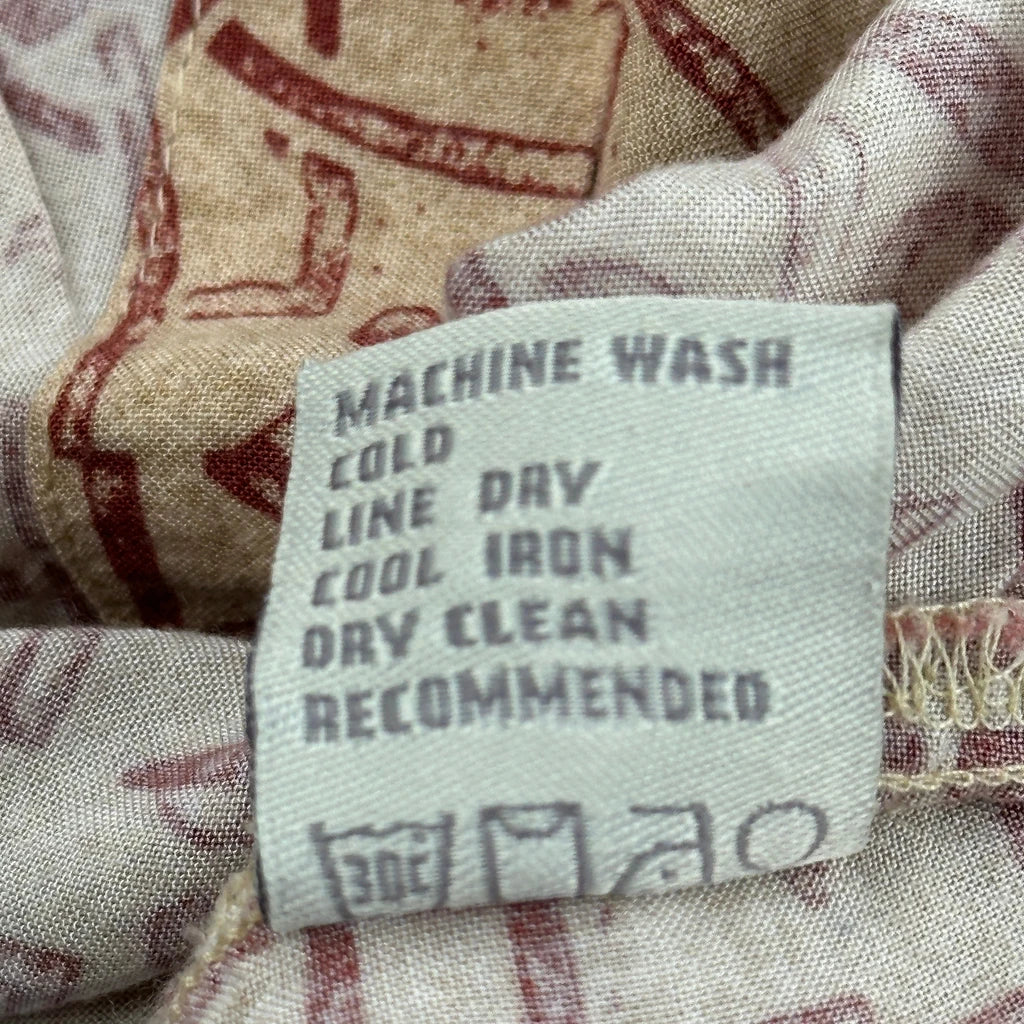 MACHINE WASH
COLD
LINE DRY
COOL IRON
DRY CLEAN
RECOMMENDED
30C